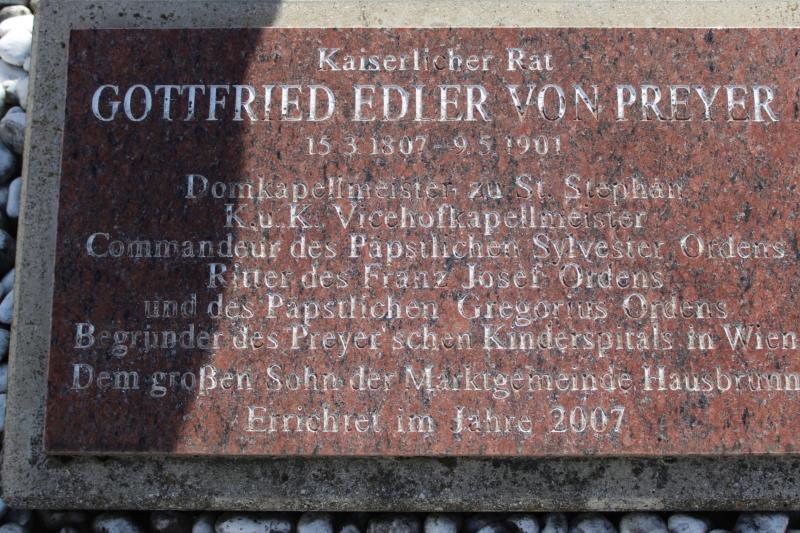 Kaiserlicher Rat
GOTTFRIED EDLER VON PREYER
15.3.1807-9.5.1901
Domkapellmeister zu St. Stephan
K.u.K. Vicehofkapellmeister
Commandeur des Päpstlichen Sylvester Ordens
Ritter des Franz Josef Ordens
und des Päpstlichen Gregorius Ordens
Begründer des Preyer'schen Kinderspitals in Wien
Dem großen Sohn der Marktgemeinde Hausbrunn
Errichtet im Jahre 2007